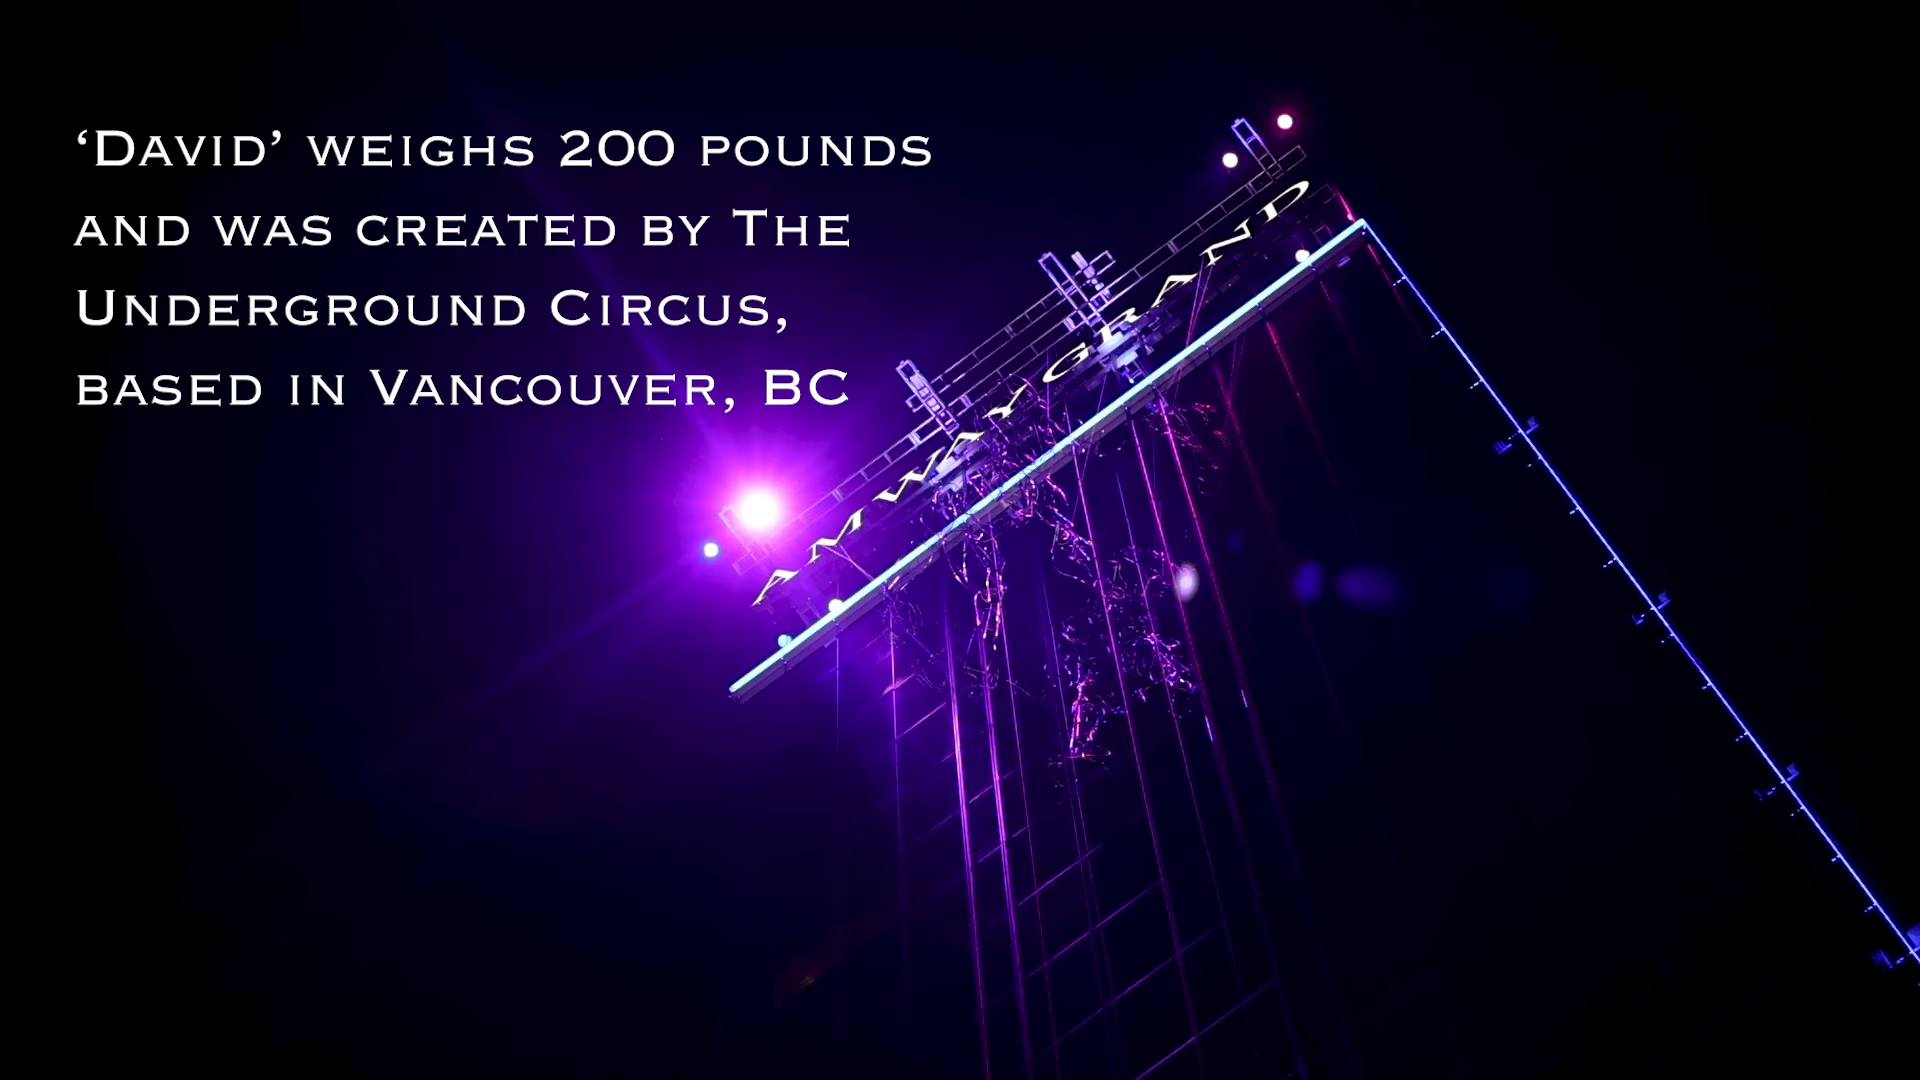 ‘David’ weighs 200 pounds
and was created by The
Underground Circus,
based in Vancouver, BC
AMWAY GRAND